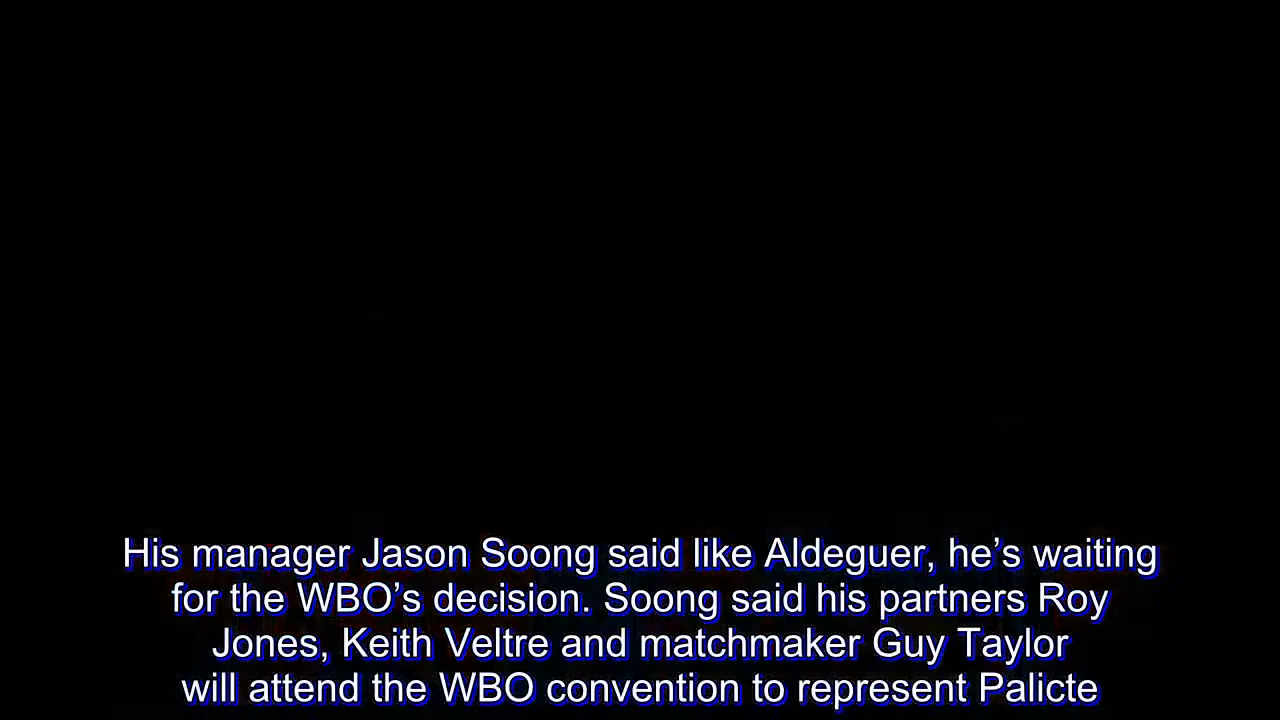 His manager Jason Soong said like Aldeguer, he’s waiting
for the WBO’s decision. Soong said his partners Roy
Jones, Keith Veltre and matchmaker Guy Taylor
will attend the WBO convention to represent Palicte